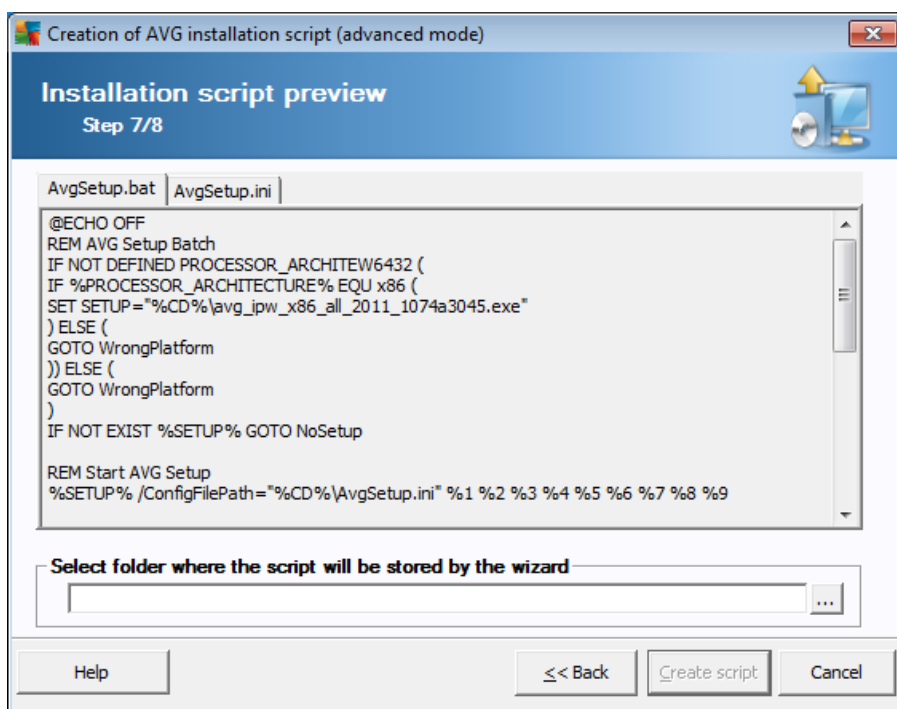 Creation of AVG installation script (advanced mode)
Installation script preview
Step 7/8
AvgSetup.bat AvgSetup.ini
@ECHO OFF
REM AVG Setup Batch
IF NOT DEFINED PROCESSOR_ARCHITEW6432 (
IF %PROCESSOR_ARCHITECTURE% EQU x86 (
SET SETUP="%CD%\avg_ipw_x86_all_2011_1074a3045.exe"
) ELSE (
GOTO WrongPlatform
)) ELSE (
GOTO WrongPlatform
)
IF NOT EXIST %SETUP% GOTO NoSetup
REM Start AVG Setup
%SETUP% /ConfigFilePath="%CD%\AvgSetup.ini" %1 %2 %3 %4 %5 %6 %7 %8 %9
Select folder where the script will be stored by the wizard
...
Help << Back Create script Cancel